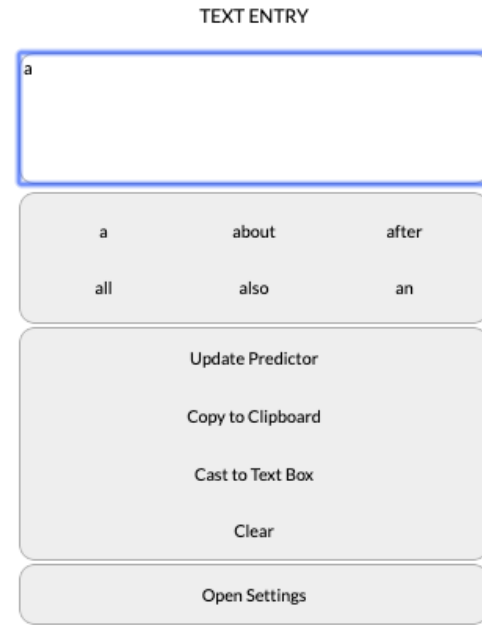 TEXT ENTRY
a
a about after
all also an
Update Predictor
Copy to Clipboard
Cast to Text Box
Clear
Open Settings